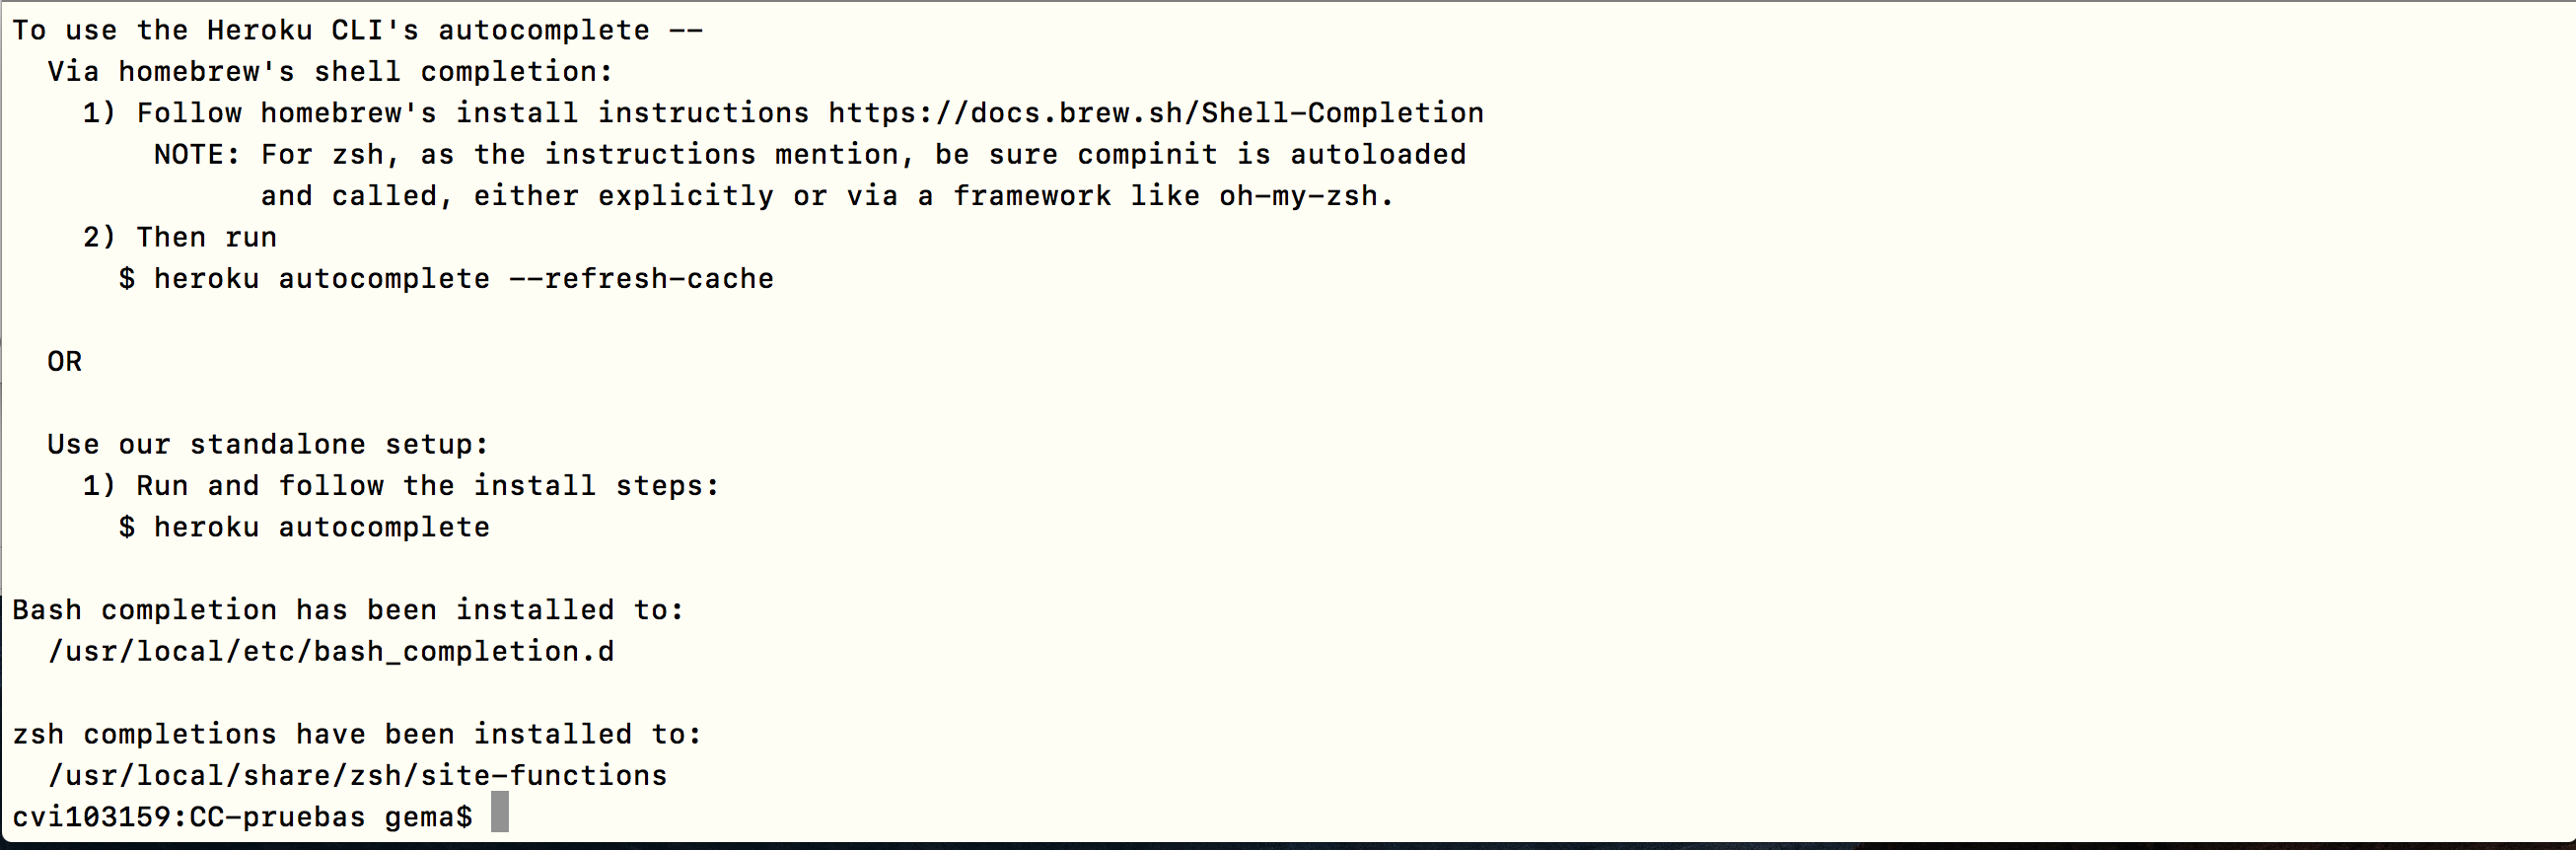 To use the Heroku CLI's autocomplete --
Via homebrew's shell completion:
1) Follow homebrew's install instructions https://docs.brew.sh/Shell-Completion
NOTE: For zsh, as the instructions mention, be sure compinit is autoloaded
and called, either explicitly or via a framework like oh-my-zsh.
2) Then run
$ heroku autocomplete --refresh-cache
OR
Use our standalone setup:
1) Run and follow the install steps:
$ heroku autocomplete
Bash completion has been installed to:
/usr/local/etc/bash_completion.d
zsh completions have been installed to:
/usr/local/share/zsh/site-functions
cvi103159:CC-pruebas gema$